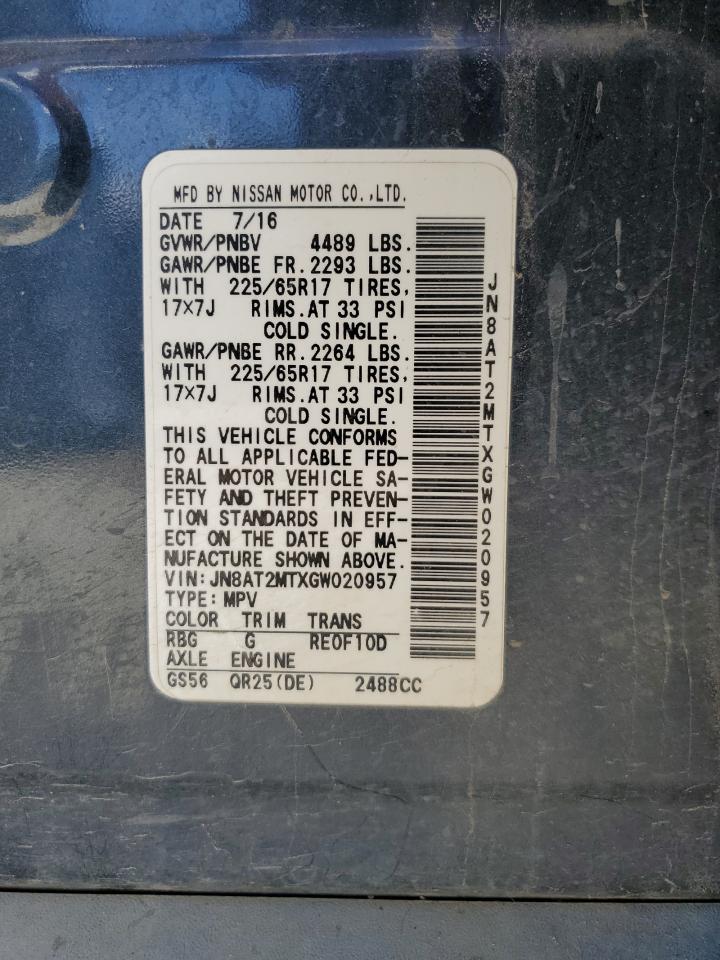 MFD BY NISSAN MOTOR CO.,LTD.
DATE 7/16
GVWR/PNBV 4489 LBS.
GAWR/PNBE FR.2293 LBS.
WITH 225/65R17 TIRES,
17×7J RIMS.AT 33 PSI
COLD SINGLE.
GAWR/PNBE RR.2264 LBS.
WITH 225/65R17 TIRES,
17×7J RIMS.AT 33 PSI
COLD SINGLE.
THIS VEHICLE CONFORMS
TO ALL APPLICABLE FED-
ERAL MOTOR VEHICLE SA-
FETY AND THEFT PREVEN-
TION STANDARDS IN EFF-
ECT ON THE DATE OF MA-
NUFACTURE SHOWN ABOVE.
VIN:JN8AT2MTXGW020957
TYPE:MPV
COLOR TRIM TRANS
RBG G RE0F10D
AXLE ENGINE
GS56 QR25(DE) 2488CC
JN8AT2MTXGW020957